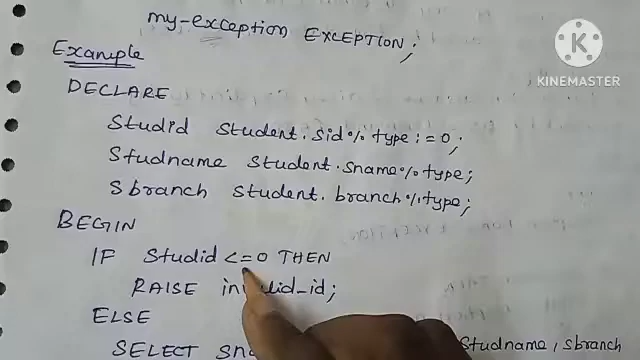 my-exception EXCEPTION;
Example
DECLARE
Studid Student.sid%type:=0;
Studname Student.sname%type;
Sbranch Student.branch%type;
BEGIN
IF Studid <=0 THEN
RAISE invalid_id;
ELSE
SELECT Studname, Sbranch
KINEMASTER